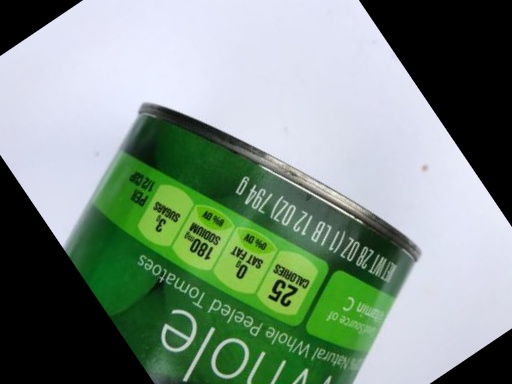 whole
Natural Whole Peeled Tomatoes
Source of
Vitamin C
25
CALORIES
0g
SAT FAT
0% DV
180mg
SODIUM
8% DV
3g
SUGARS
PER
1/2 CUP
NET WT 28 OZ (1 LB 12 OZ) 794 g